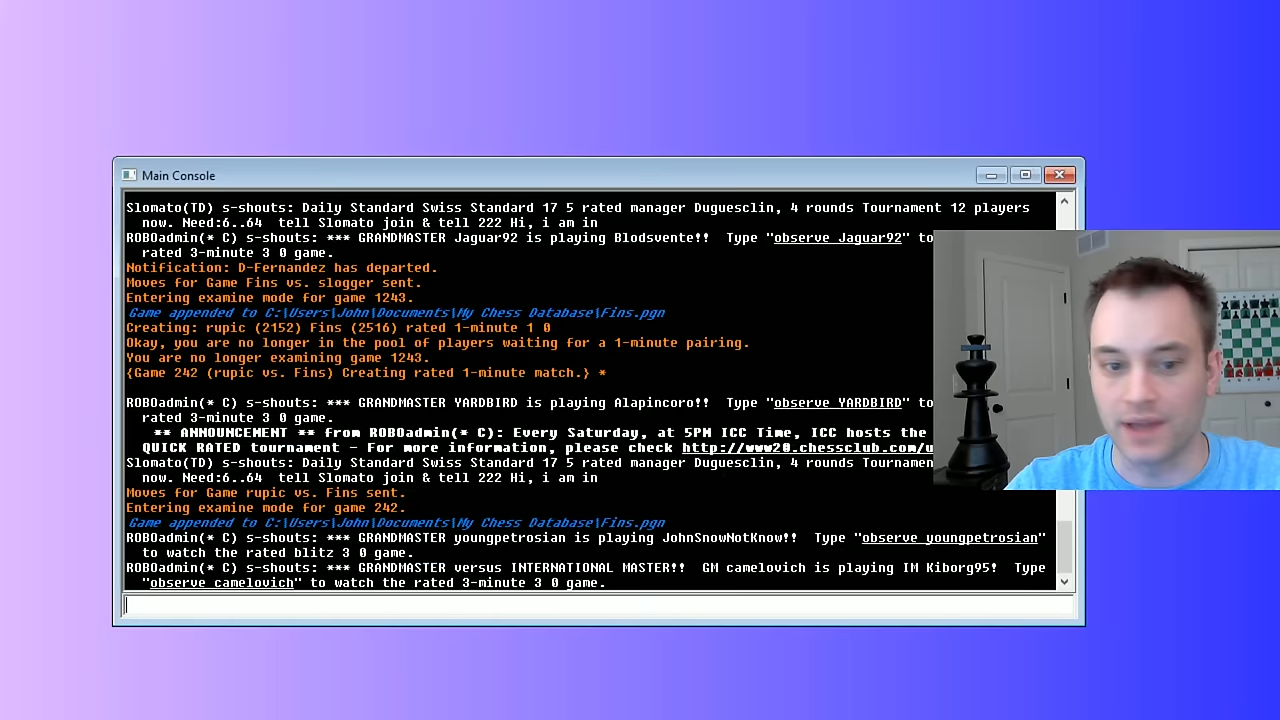 Main Console
Slomato(TD) s-shouts: Daily Standard Swiss Standard 17 5 rated manager Duguesclin, 4 rounds Tournament 12 players
now. Need:6..64  tell Slomato join & tell 222 Hi, i am in
ROBOadmin(* C) s-shouts: *** GRANDMASTER Jaguar92 is playing Blodsvente!!  Type "observe Jaguar92" to
rated 3-minute 3 0 game.
Notification: D-Fernandez has departed.
Moves for Game Fins vs. slogger sent.
Entering examine mode for game 1243.
Game appended to C:\Users\John\Documents\My Chess Database\Fins.pgn
Creating: rupic (2152) Fins (2516) rated 1-minute 1 0
Okay, you are no longer in the pool of players waiting for a 1-minute pairing.
You are no longer examining game 1243.
{Game 242 (rupic vs. Fins) Creating rated 1-minute match.} *
ROBOadmin(* C) s-shouts: *** GRANDMASTER YARDBIRD is playing Alapincoro!!  Type "observe YARDBIRD" to
rated 3-minute 3 0 game.
** ANNOUNCEMENT ** from ROBOadmin(* C): Every Saturday, at 5PM ICC Time, ICC hosts the
QUICK RATED tournament - For more information, please check http://www20.chessclub.com/u
Slomato(TD) s-shouts: Daily Standard Swiss Standard 17 5 rated manager Duguesclin, 4 rounds Tournamen
now. Need:6..64  tell Slomato join & tell 222 Hi, i am in
Moves for Game rupic vs. Fins sent.
Entering examine mode for game 242.
Game appended to C:\Users\John\Documents\My Chess Database\Fins.pgn
ROBOadmin(* C) s-shouts: *** GRANDMASTER youngpetrosian is playing JohnSnowNotKnow!!  Type "observe youngpetrosian"
to watch the rated blitz 3 0 game.
ROBOadmin(* C) s-shouts: *** GRANDMASTER versus INTERNATIONAL MASTER!!  GM camelovich is playing IM Kiborg95!  Type
"observe camelovich" to watch the rated 3-minute 3 0 game.